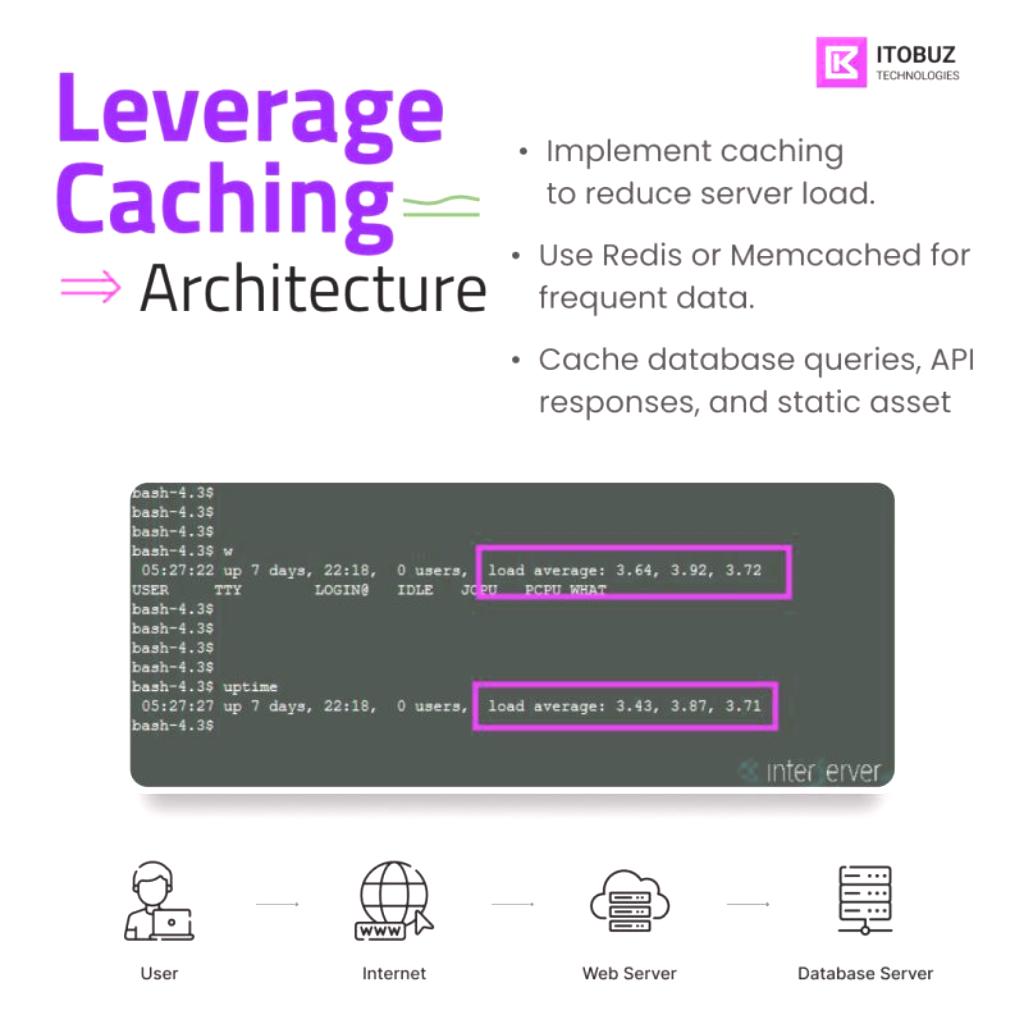 ITOBUZ
TECHNOLOGIES
Leverage
Caching
Architecture
• Implement caching
to reduce server load.
• Use Redis or Memcached for
frequent data.
• Cache database queries, API
responses, and static asset
bash-4.3$
bash-4.3$
bash-4.3$
bash-4.3$ w
05:27:22 up 7 days, 22:18, 0 users, load average: 3.64, 3.92, 3.72
USER TTY LOGIN@ IDLE JCPU PCPU WHAT
bash-4.3$
bash-4.3$
bash-4.3$
bash-4.3$
bash-4.3$ uptime
05:27:27 up 7 days, 22:18, 0 users, load average: 3.43, 3.87, 3.71
bash-4.3$
interserver
www
User
Internet
Web Server
Database Server